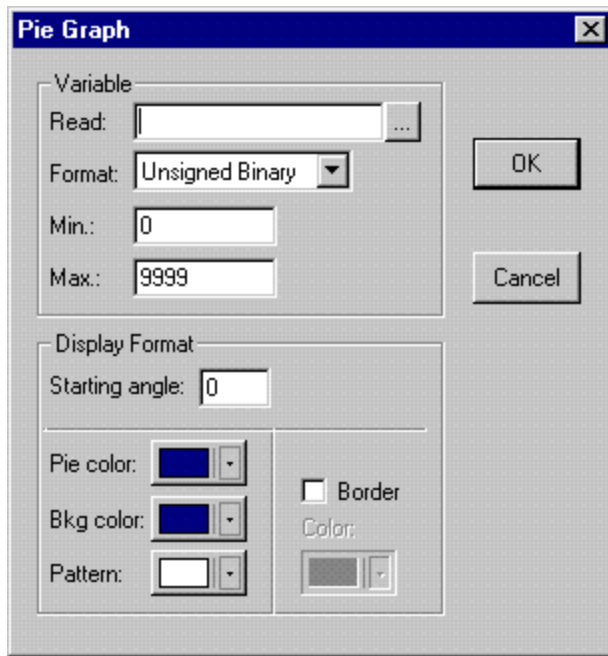 Pie Graph
Variable
Read:
...
Format: Unsigned Binary
OK
Min.: 0
Max.: 9999
Cancel
Display Format
Starting angle: 0
Pie color:
Border
Bkg color:
Color:
Pattern: